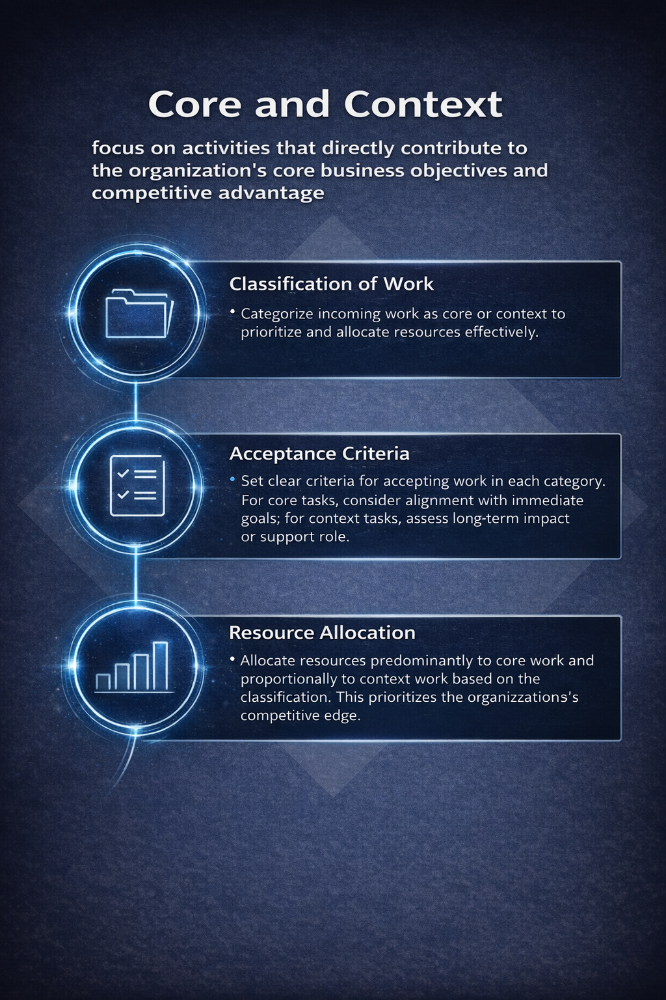 Core and Context
focus on activities that directly contribute to
the organization's core business objectives and
competitive advantage
Classification of Work
• Categorize incoming work as core or context to
prioritize and allocate resources effectively.
Acceptance Criteria
• Set clear criteria for accepting work in each category.
For core tasks, consider alignment with immediate
goals; for context tasks, assess long-term impact
or support role.
Resource Allocation
• Allocate resources predominantly to core work and
proportionally to context work based on the
classification. This prioritizes the organizzations's
competitive edge.